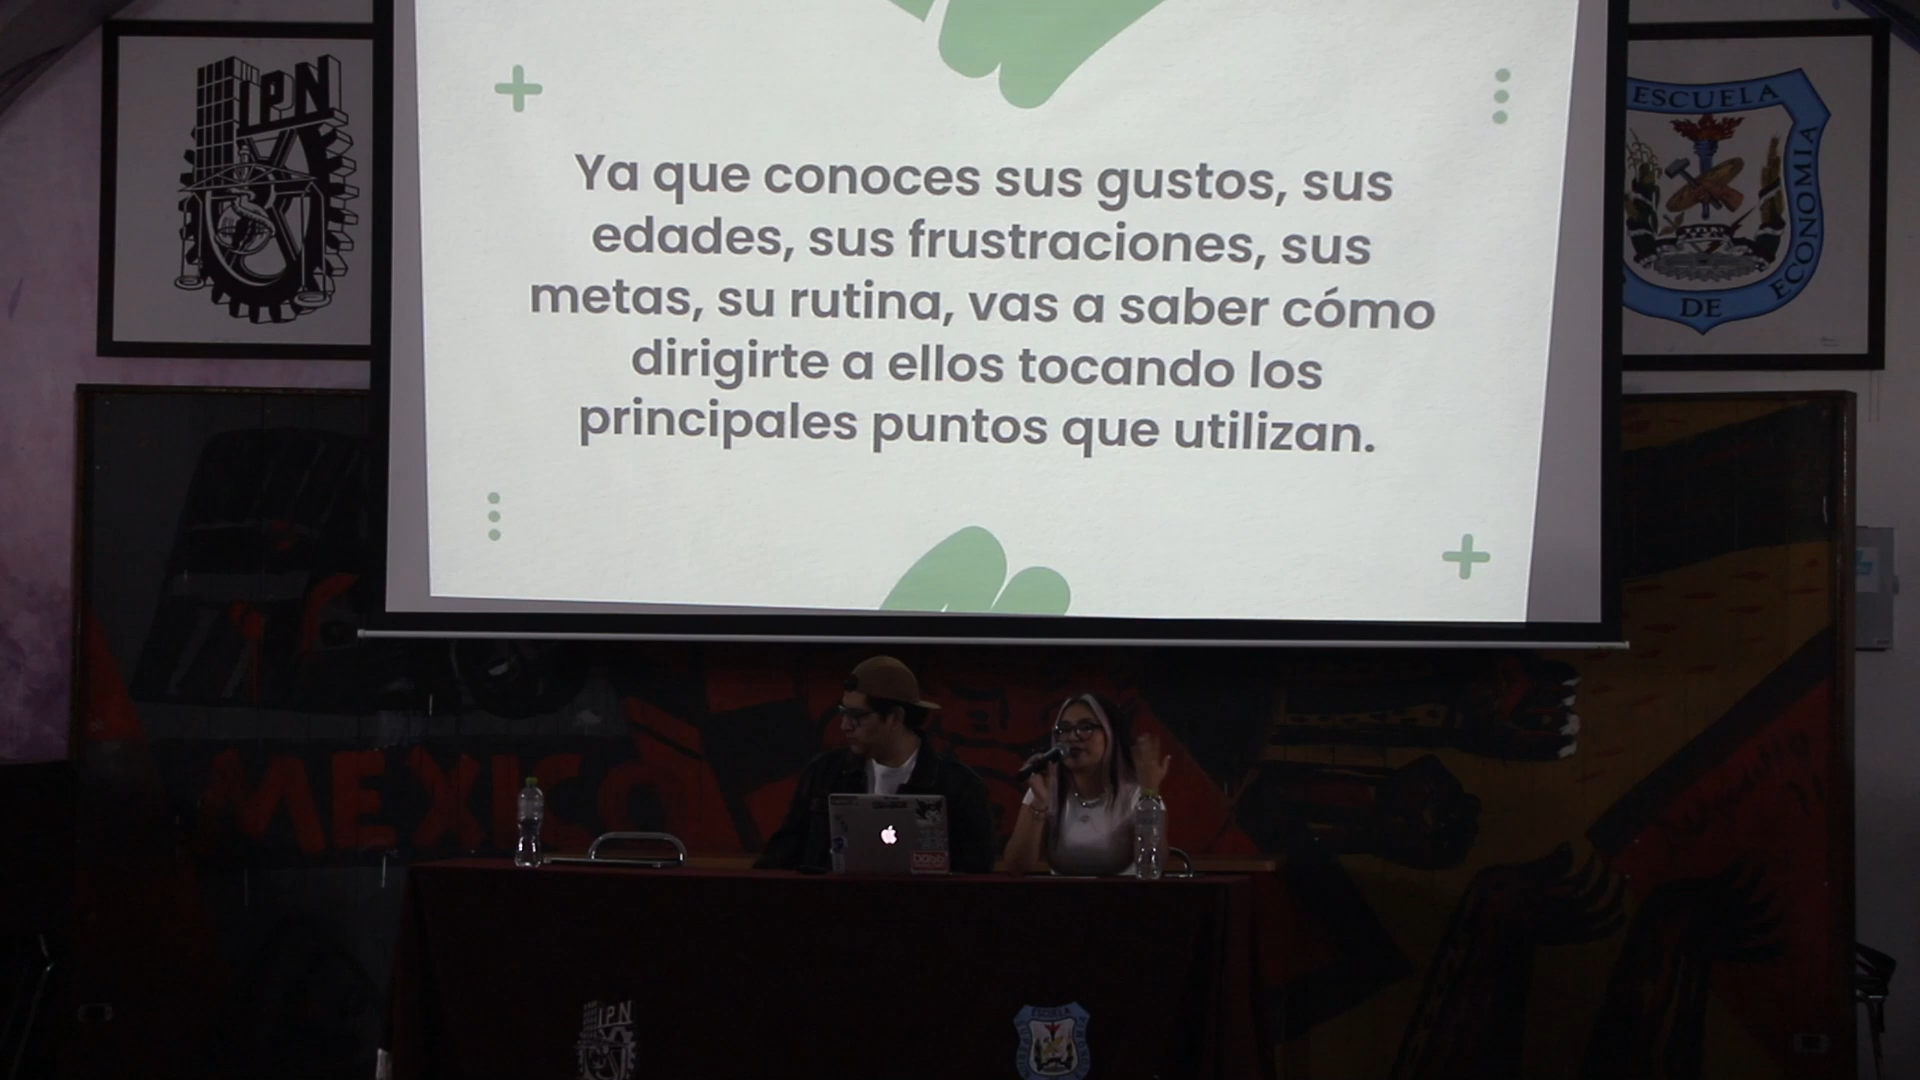 IPN
Ya que conoces sus gustos, sus
edades, sus frustraciones, sus
metas, su rutina, vas a saber cómo
dirigirte a ellos tocando los
principales puntos que utilizan.
ESCUELA
DE
ECONOMIA
MEXICO
IPN
ESCUELA